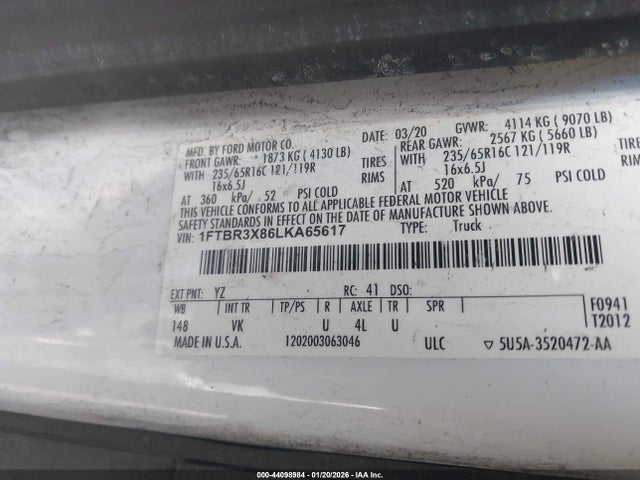 MFD. BY FORD MOTOR CO.
DATE: 03/20 GVWR: 4114 KG ( 9070 LB)
FRONT GAWR: 1873 KG ( 4130 LB) REAR GAWR: 2567 KG ( 5660 LB)
WITH 235/65R16C 121/119R TIRES WITH 235/65R16C 121/119R TIRES
16x6.5J RIMS 16x6.5J RIMS
AT 360 kPa/ 52 PSI COLD AT 520 kPa/ 75 PSI COLD
THIS VEHICLE CONFORMS TO ALL APPLICABLE FEDERAL MOTOR VEHICLE
SAFETY STANDARDS IN EFFECT ON THE DATE OF MANUFACTURE SHOWN ABOVE.
VIN: 1FTBR3X86LKA65617 TYPE: Truck
EXT PNT: YZ RC: 41 DSO:
WB INT TR TP/PS R AXLE TR SPR F0941
148 VK U 4L U T2012
MADE IN U.S.A. 1202003063046 ULC ▽ 5U5A-3520472-AA
000-44098984 - 01/20/2026 - IAA Inc.